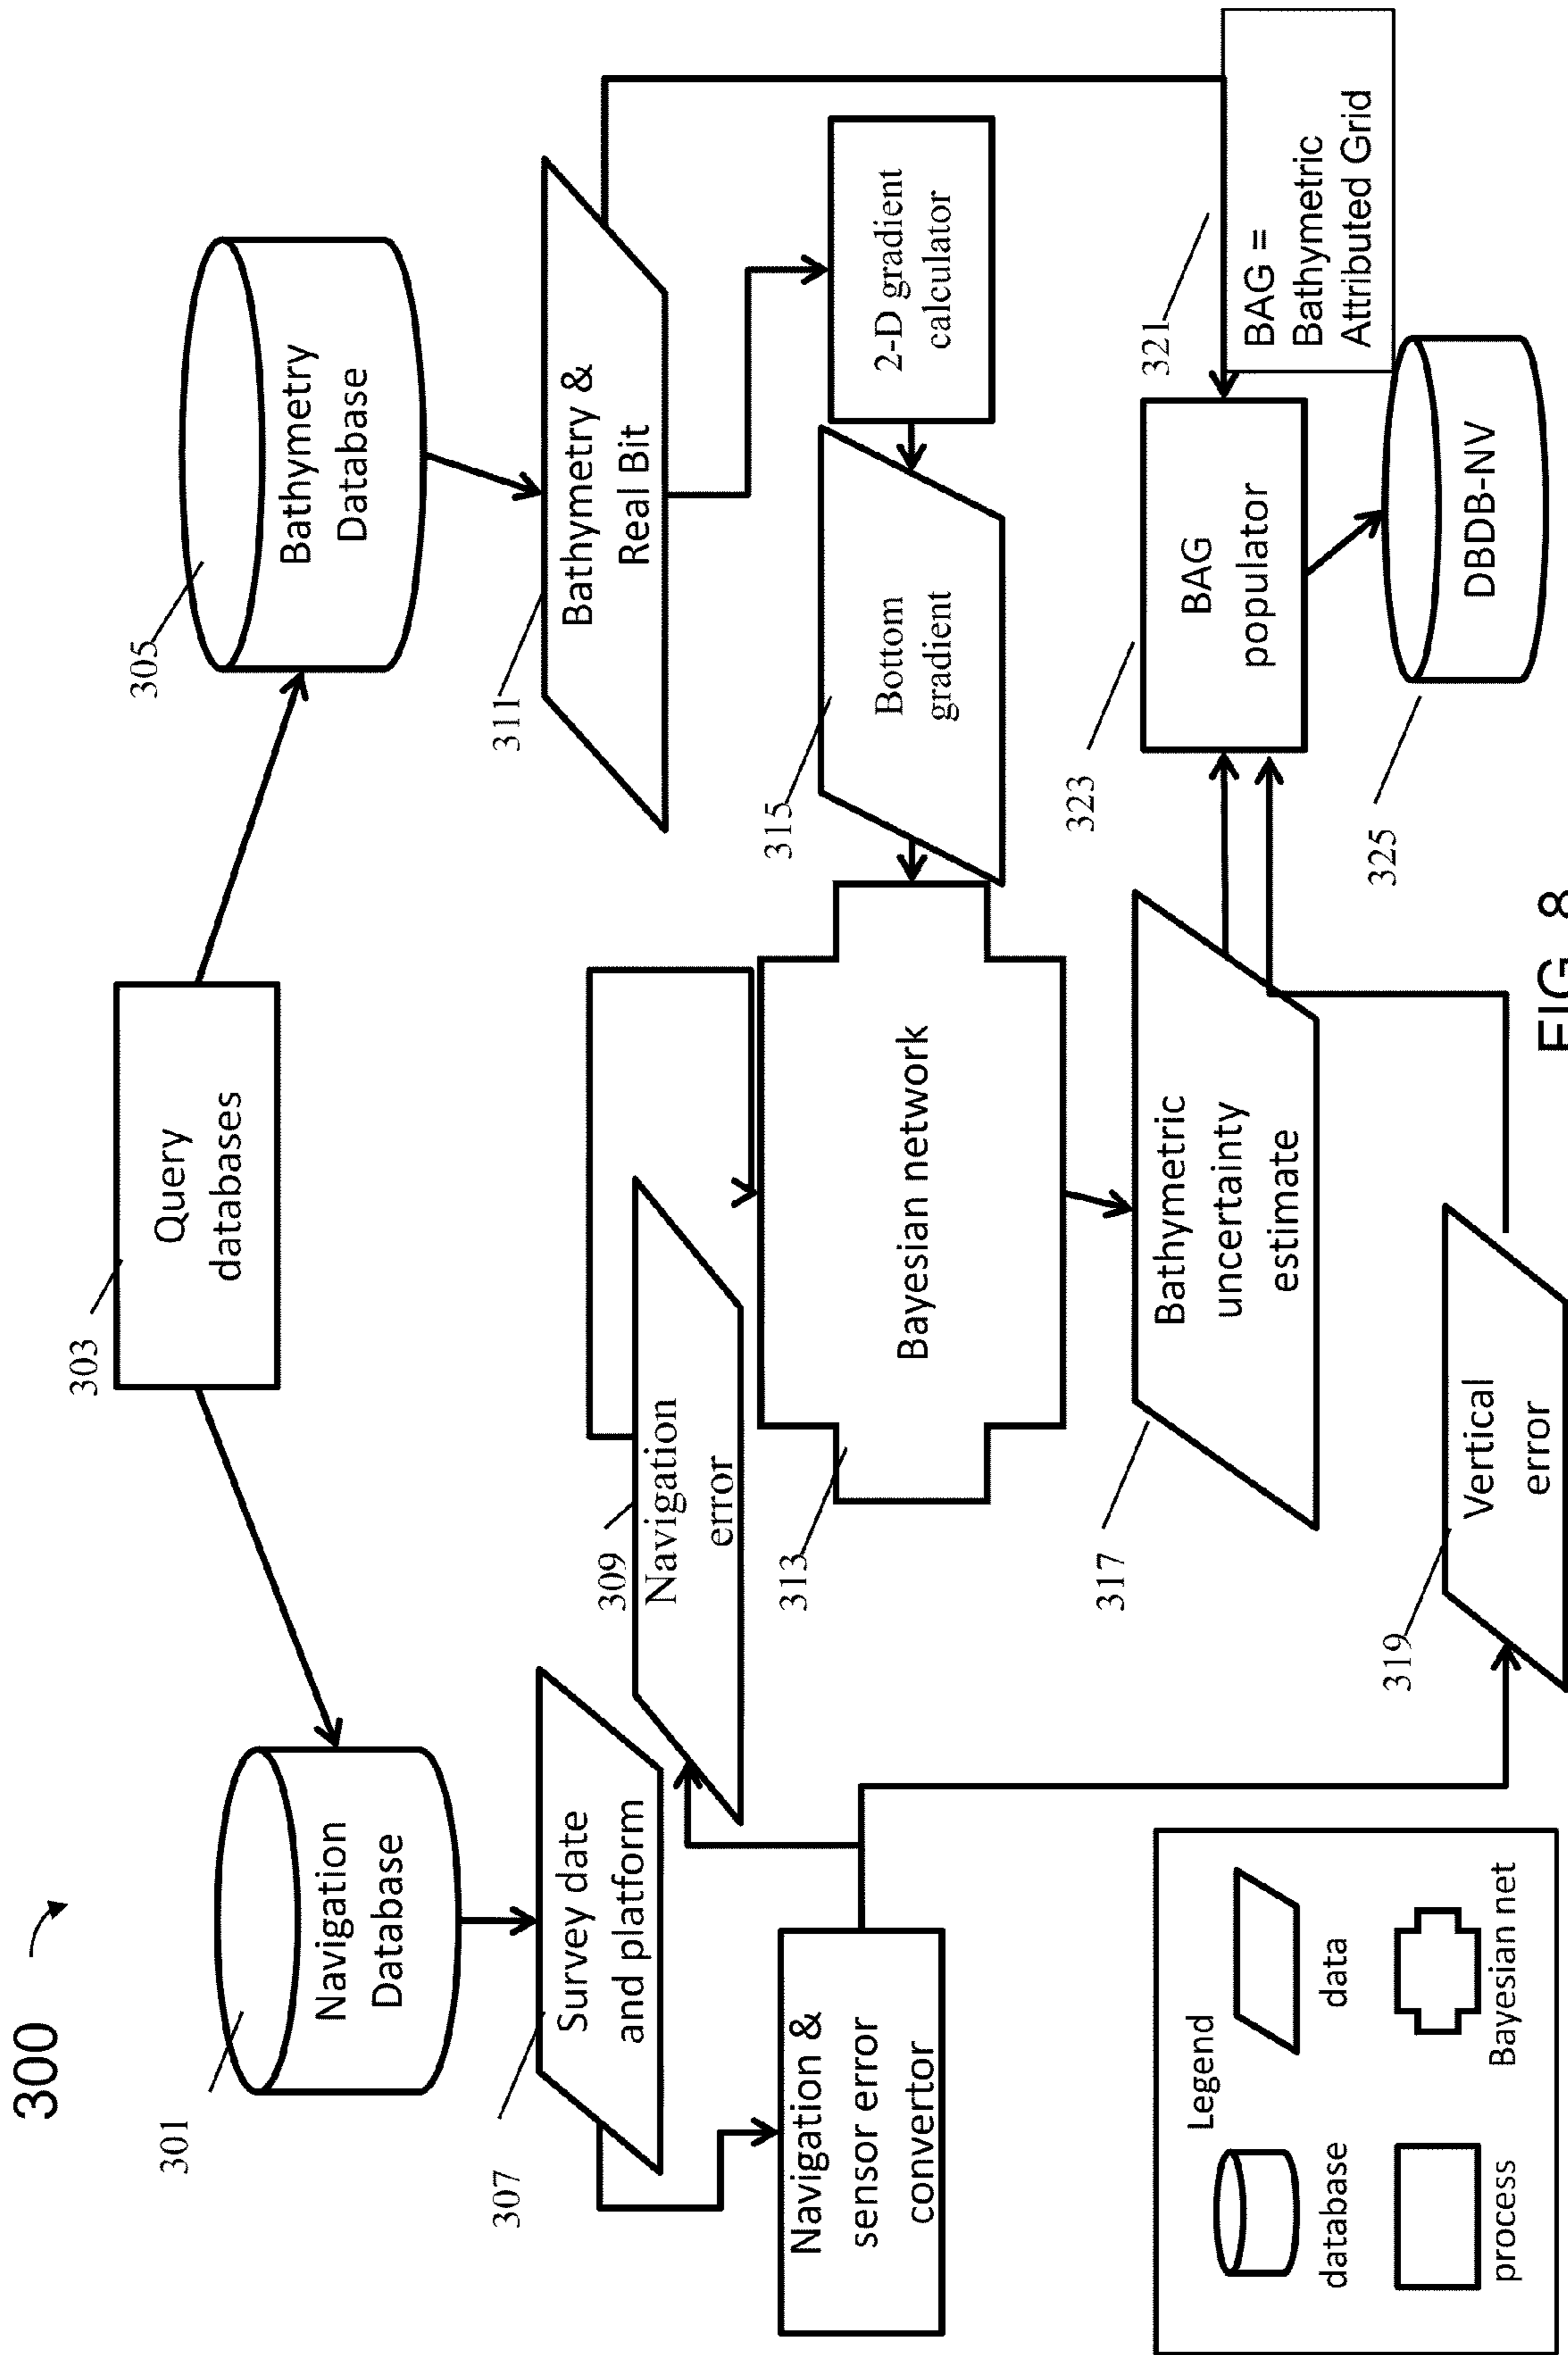 300
303
Query
databases
301
Navigation
Database
305
Bathymetry
Database
307
Survey date
and platform
309
Navigation
error
311
Bathymetry &
Real Bit
Navigation &
sensor error
convertor
313
Bayesian network
315
Bottom
gradient
2-D gradient
calculator
317
Bathymetric
uncertainty
estimate
319
Vertical
error
323
BAG
populator
321
BAG =
Bathymetric
Attributed Grid
325
DBDB-NV
Legend
database
data
process
Bayesian net
FIG. 8